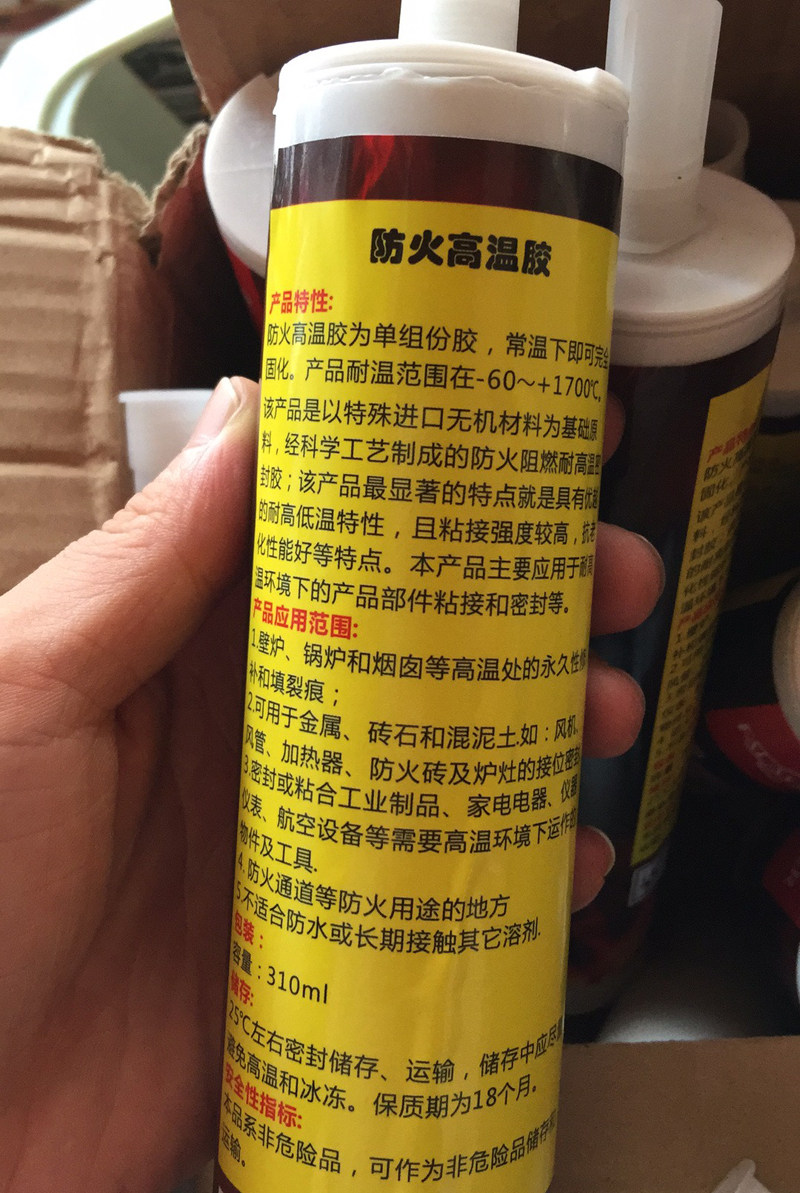 防火高温胶
产品特性:
防火高温胶为单组份胶，常温下即可完全
固化。产品耐温范围在-60～+1700℃。
该产品是以特殊进口无机材料为基础原
料，经科学工艺制成的防火阻燃耐高温密
封胶；该产品最显著的特点就是具有优越
的耐高低温特性，且粘接强度较高，抗老
化性能好等特点。本产品主要应用于耐高
温环境下的产品部件粘接和密封等。
产品应用范围:
1.壁炉、锅炉和烟囱等高温处的永久性修
补和填裂痕；
2.可用于金属、砖石和混泥土.如：风机、
风管、加热器、防火砖及炉灶的接位密封
3.密封或粘合工业制品、家电电器、仪器
仪表、航空设备等需要高温环境下运作的
物件及工具.
4.防火通道等防火用途的地方
5.不适合防水或长期接触其它溶剂.
包装：
容量：310ml
储存:
25℃左右密封储存、运输，储存中应尽量
避免高温和冰冻。保质期为18个月。
安全性指标:
本品系非危险品，可作为非危险品储存和
运输。